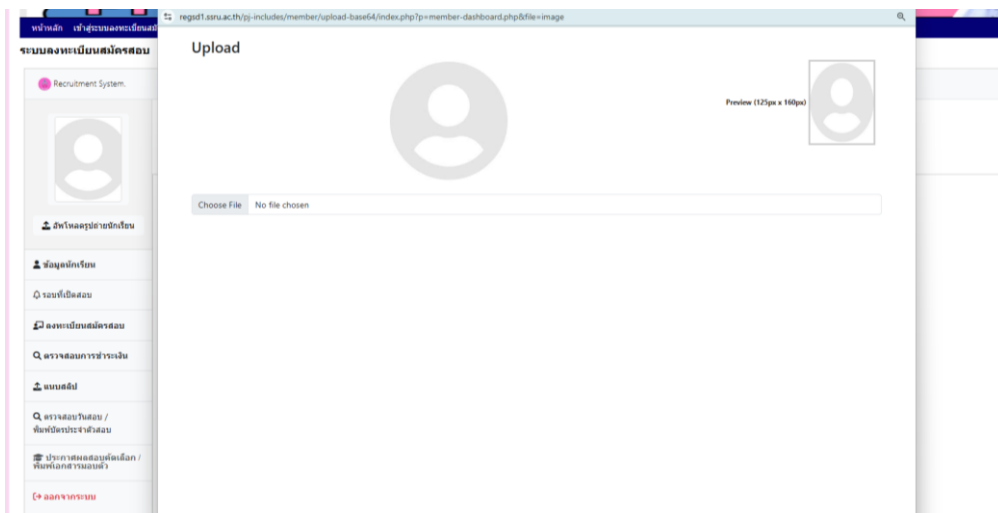 หน้าหลัก เข้าสู่ระบบลงทะเบียนสมั
ระบบลงทะเบียนสมัครสอบ
Recruitment System.
อัพโหลดรูปถ่ายนักเรียน
ข้อมูลนักเรียน
รอบที่เปิดสอบ
ลงทะเบียนสมัครสอบ
ตรวจสอบการชำระเงิน
แนบสลิป
ตรวจสอบวันสอบ /
พิมพ์บัตรประจำตัวสอบ
ประกาศผลสอบคัดเลือก /
พิมพ์เอกสารมอบตัว
ออกจากระบบ
regsd1.ssru.ac.th/pj-includes/member/upload-base64/index.php?p=member-dashboard.php&file=image
Upload
Preview (125px x 160px)
Choose File No file chosen